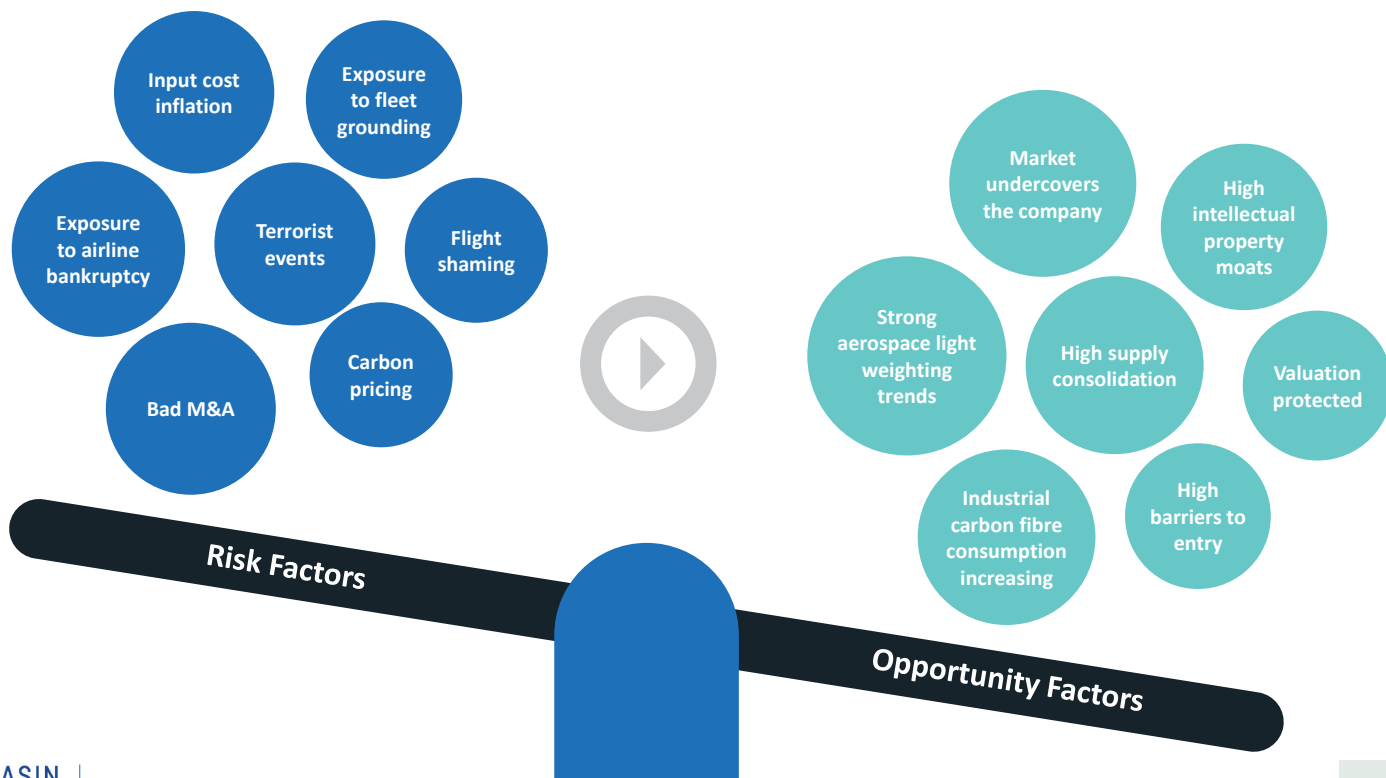 Input cost
inflation
Exposure
to fleet
grounding
Exposure
to airline
bankruptcy
Terrorist
events
Flight
shaming
Bad M&A
Carbon
pricing
Market
undercovers
the company
High
intellectual
property
moats
Strong
aerospace light
weighting
trends
High supply
consolidation
Valuation
protected
Industrial
carbon fibre
consumption
increasing
High
barriers to
entry
Risk Factors
Opportunity Factors